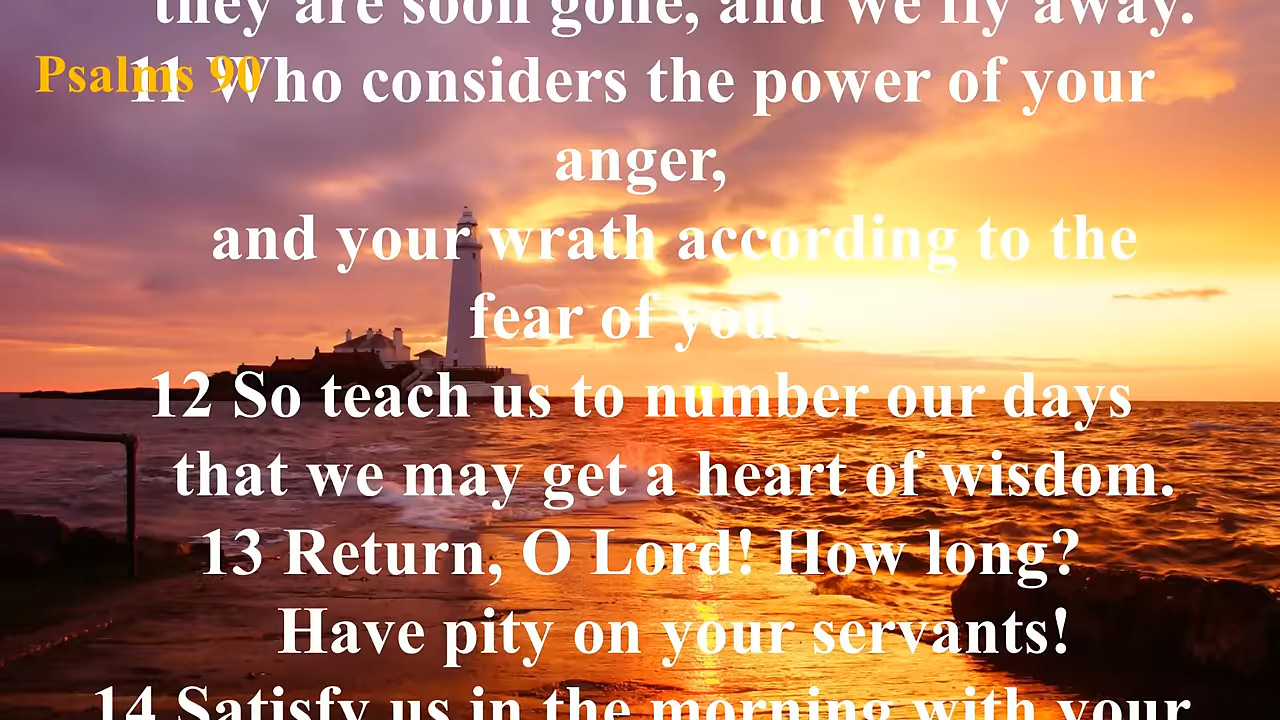 they are soon gone, and we fly away.
Psalms 90
11 Who considers the power of your
anger,
and your wrath according to the
fear of you?
12 So teach us to number our days
that we may get a heart of wisdom.
13 Return, O Lord! How long?
Have pity on your servants!
14 Satisfy us in the morning with your